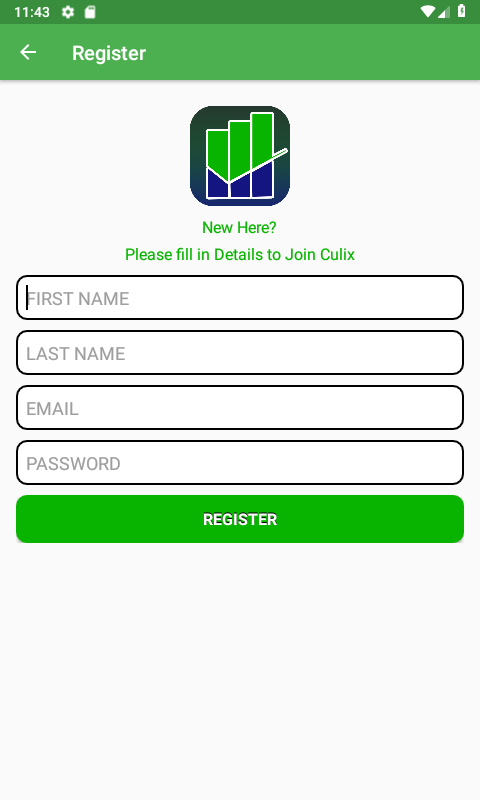 11:43
Register
New Here?
Please fill in Details to Join Culix
FIRST NAME
LAST NAME
EMAIL
PASSWORD
REGISTER